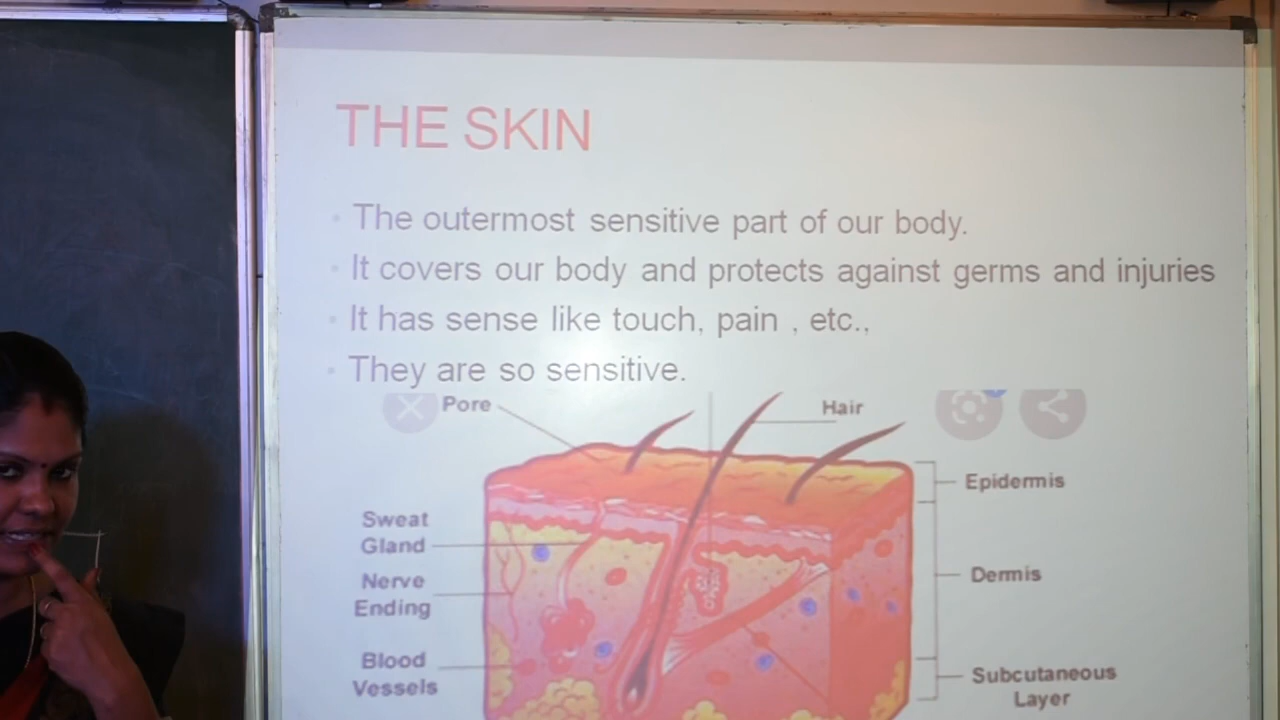 THE SKIN
The outermost sensitive part of our body.
It covers our body and protects against germs and injuries
It has sense like touch, pain , etc.,
They are so sensitive.
Pore
Hair
Epidermis
Sweat
Gland
Nerve
Ending
Dermis
Blood
Vessels
Subcutaneous
Layer